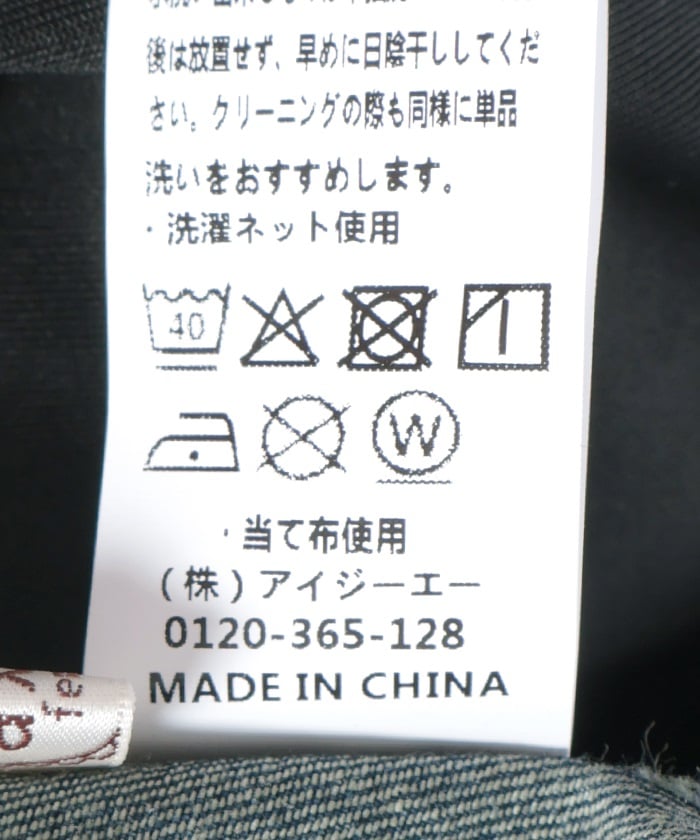 後は放置せず、早めに日陰干ししてくだ
さい。クリーニングの際も同様に単品
洗いをおすすめします。
・洗濯ネット使用
40
W
・当て布使用
(株)アイジーエー
0120-365-128
MADE IN CHINA